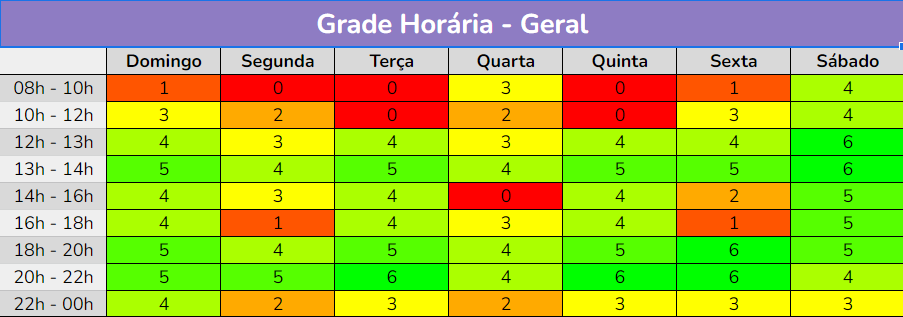 Grade Horária - Geral
Domingo Segunda Terça Quarta Quinta Sexta Sábado
08h - 10h 1 0 0 3 0 1 4
10h - 12h 3 2 0 2 0 3 4
12h - 13h 4 3 4 3 4 4 6
13h - 14h 5 4 5 4 5 5 6
14h - 16h 4 3 4 0 4 2 5
16h - 18h 4 1 4 3 4 1 5
18h - 20h 5 4 5 4 5 6 5
20h - 22h 5 5 6 4 6 6 4
22h - 00h 4 2 3 2 3 3 3